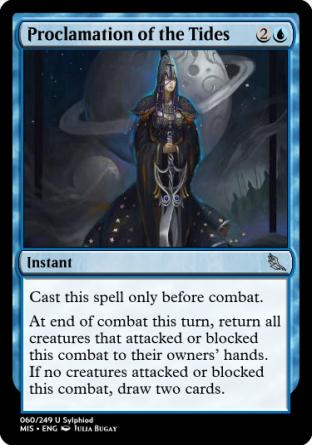 Proclamation of the Tides 2
Instant
Cast this spell only before combat.
At end of combat this turn, return all
creatures that attacked or blocked
this combat to their owners' hands.
If no creatures attacked or blocked
this combat, draw two cards.
060/249 U Sylphiod
MIS • ENG Julia Bugay